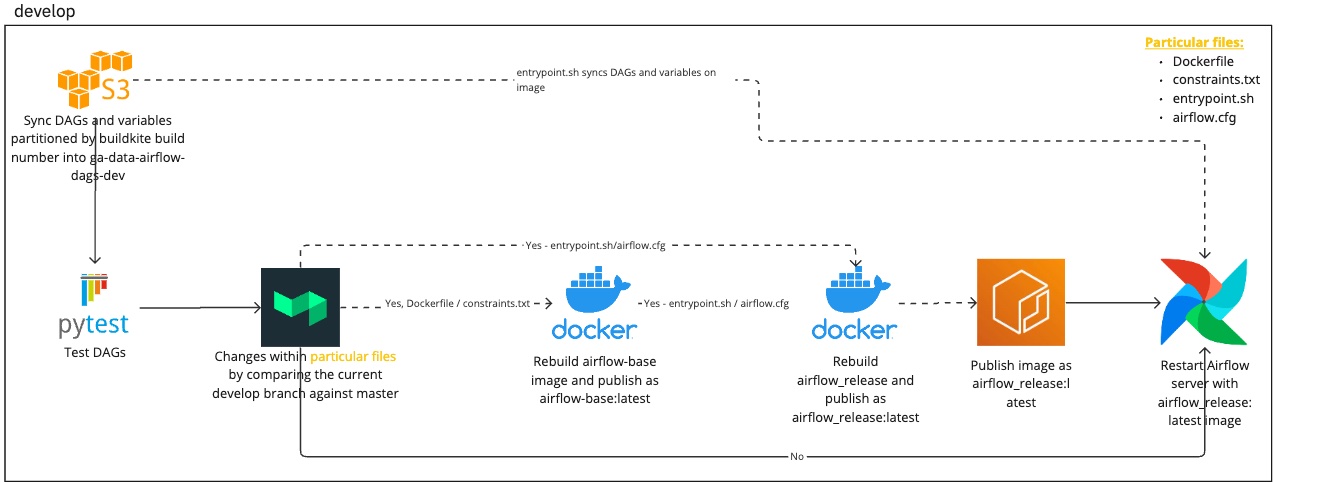 develop
Particular files:
• Dockerfile
• constraints.txt
• entrypoint.sh
• airflow.cfg
S3
entrypoint.sh syncs DAGs and variables on
image
Sync DAGs and variables
partitioned by buildkite build
number into ga-data-airflow-
dags-dev
Yes - entrypoint.sh/airflow.cfg
pytest
Test DAGs
Yes, Dockerfile / constraints.txt
docker
Yes - entrypoint.sh / airflow.cfg
docker
Changes within particular files
by comparing the current
develop branch against master
Rebuild airflow-base
image and publish as
airflow-base:latest
Rebuild
airflow_release and
publish as
airflow_release:latest
Publish image as
airflow_release:l
atest
Restart Airflow
server with
airflow_release:
latest image
No